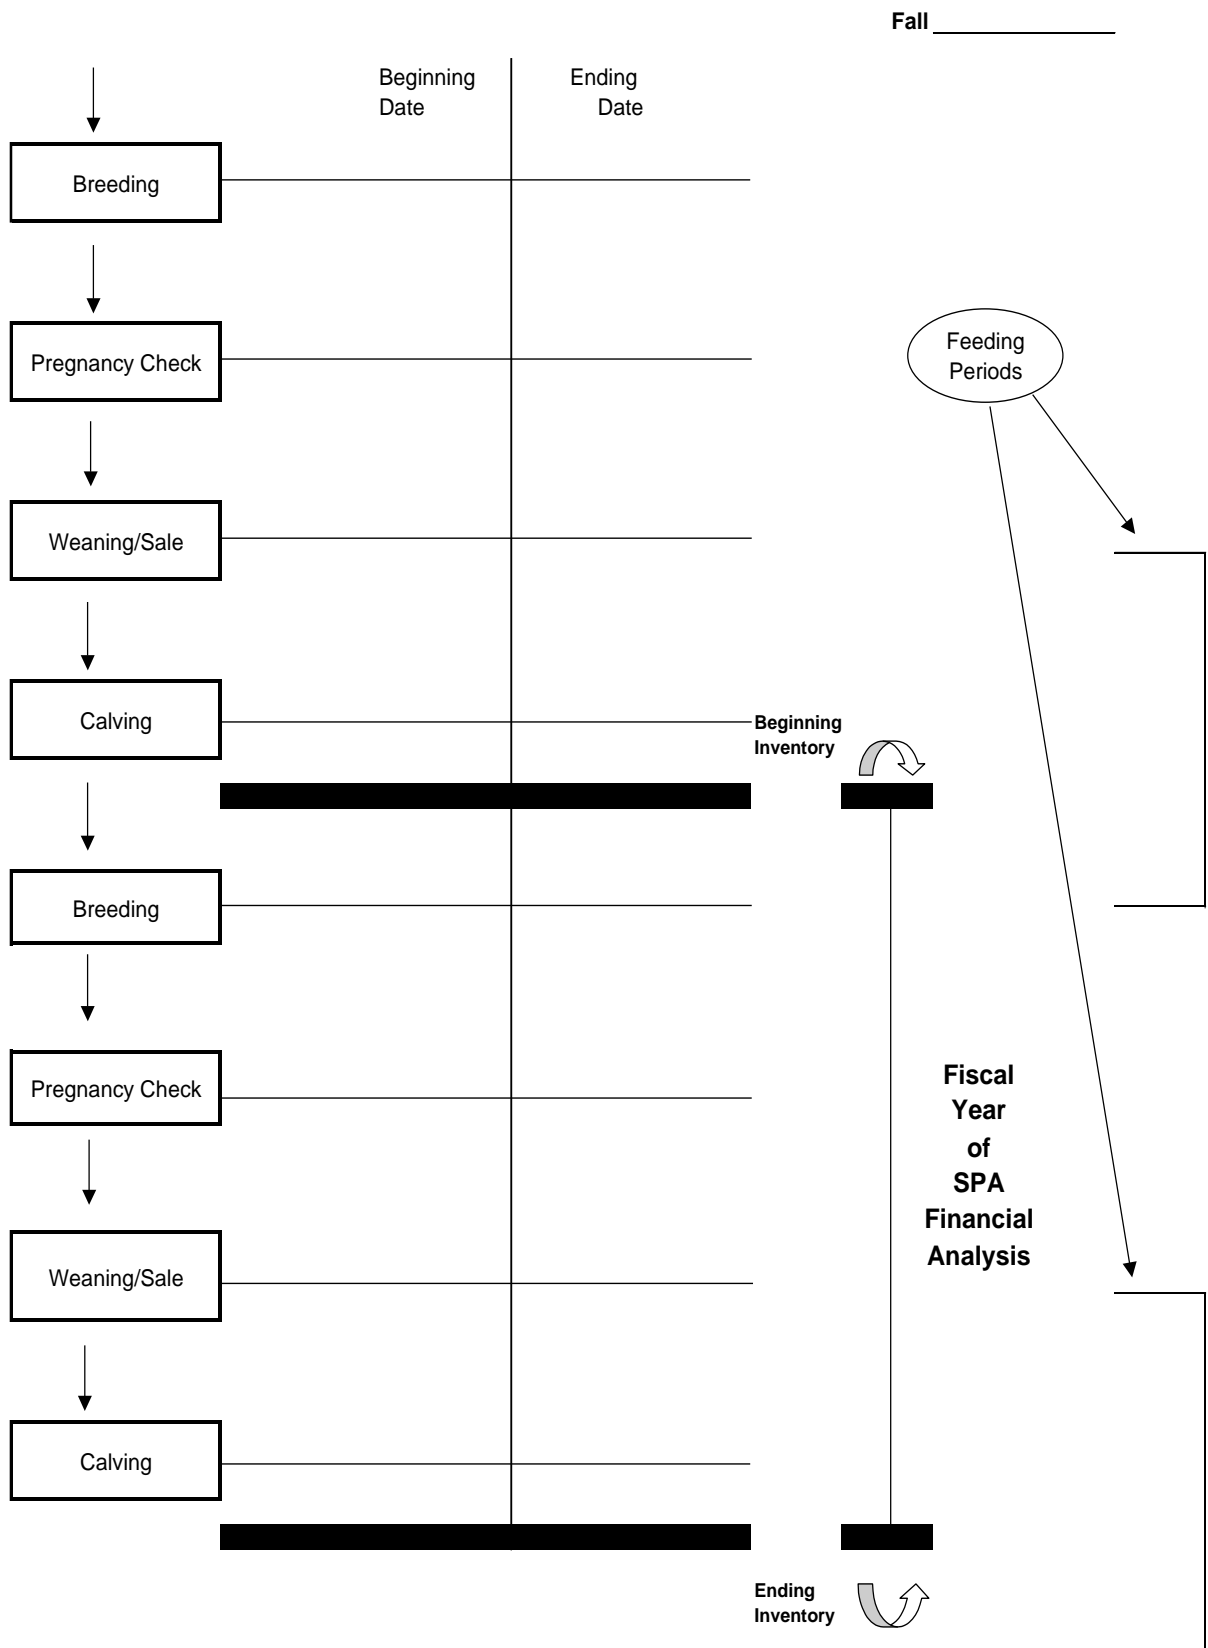 Fall
Beginning
Date
Ending
Date
Breeding
Pregnancy Check
Feeding
Periods
Weaning/Sale
Calving
Beginning
Inventory
Breeding
Pregnancy Check
Fiscal
Year
of
SPA
Financial
Analysis
Weaning/Sale
Calving
Ending
Inventory